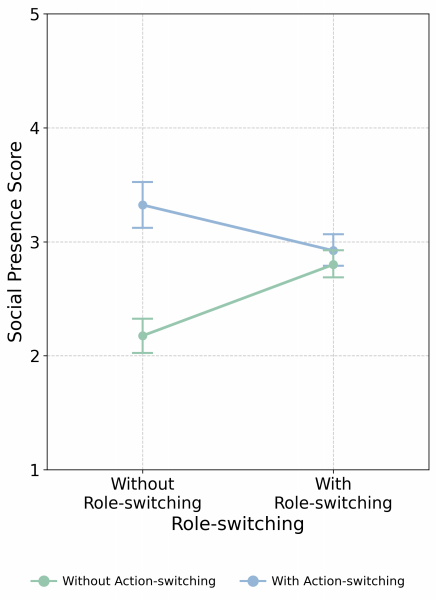 5
4
3
2
1
Social Presence Score
Without
Role-switching
With
Role-switching
Role-switching
Without Action-switching
With Action-switching